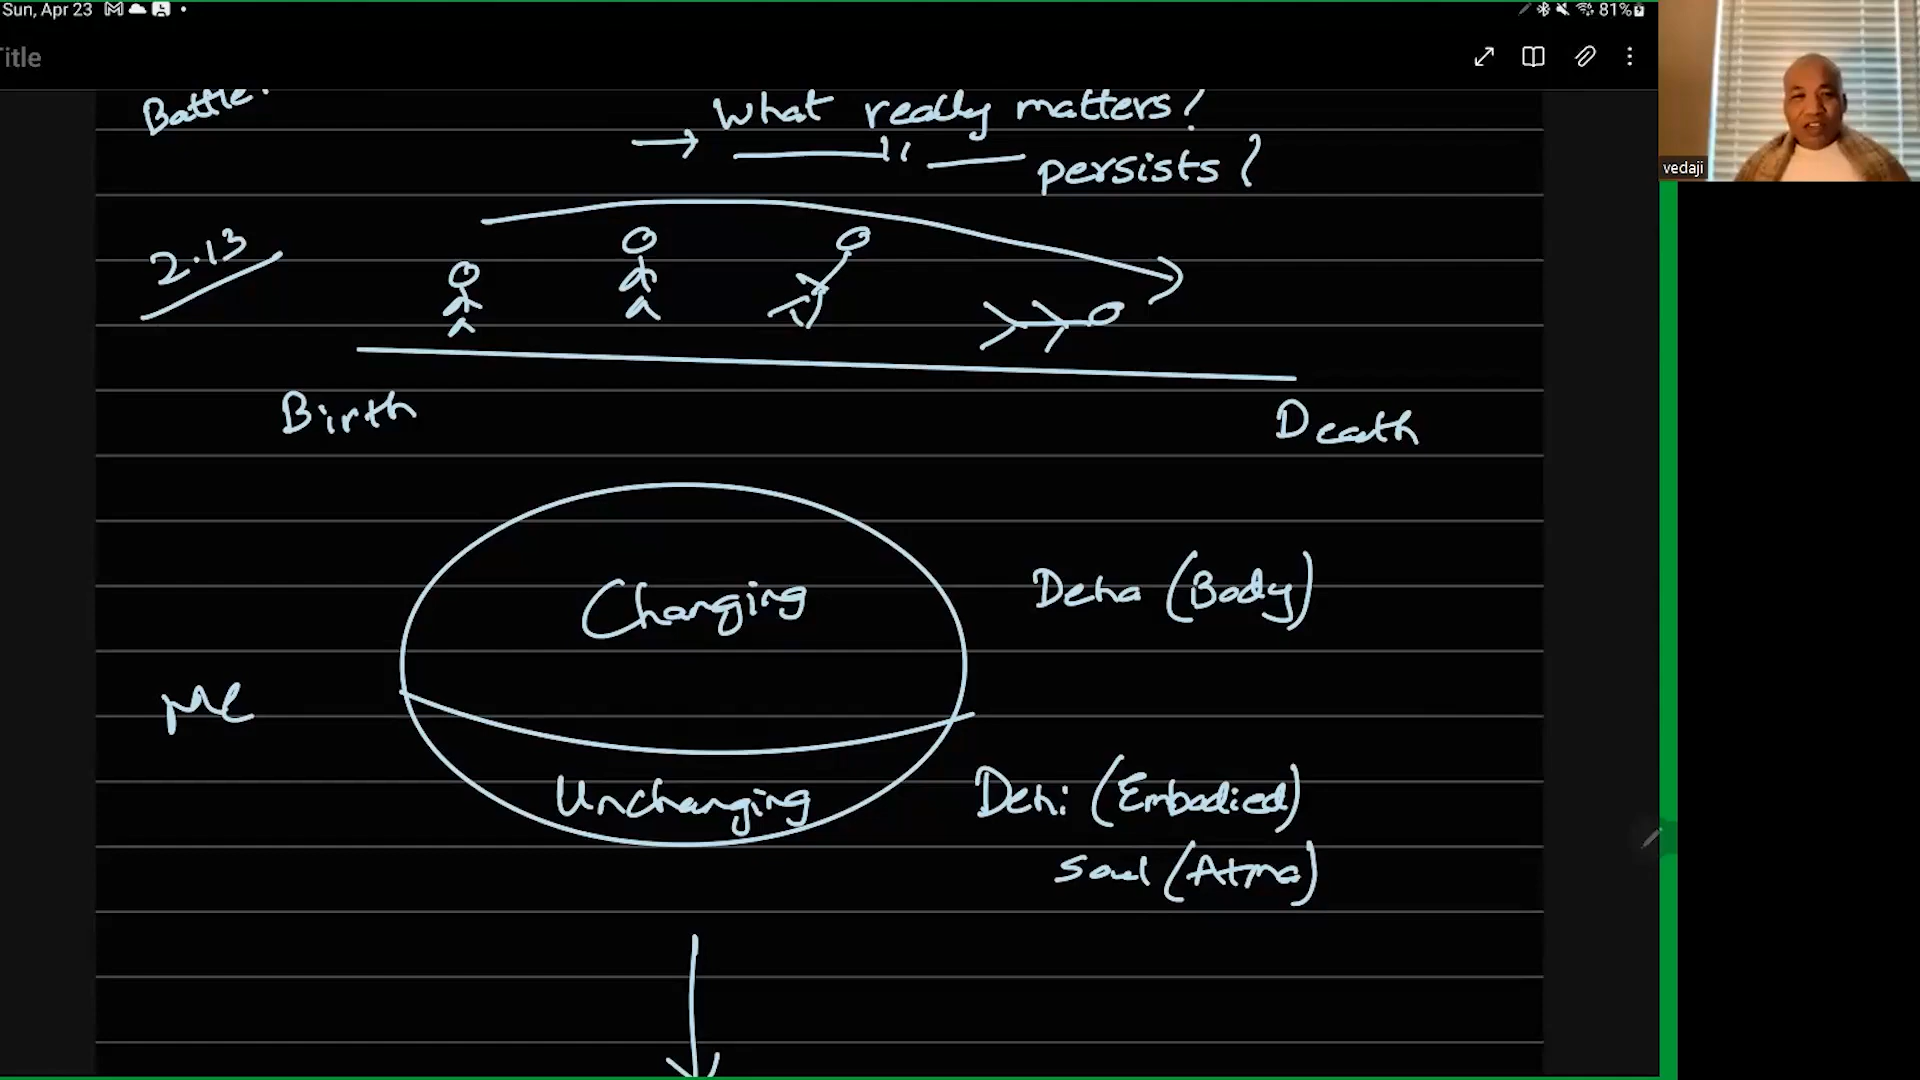 Sun, Apr 23
81%
Title
Battle.
→ What really matters?
—— " —— persists?
2.13
Birth
Death
Changing
Deha (Body)
Me
Unchanging
Dehi (Embodied)
Soul (Atma)
vedaji